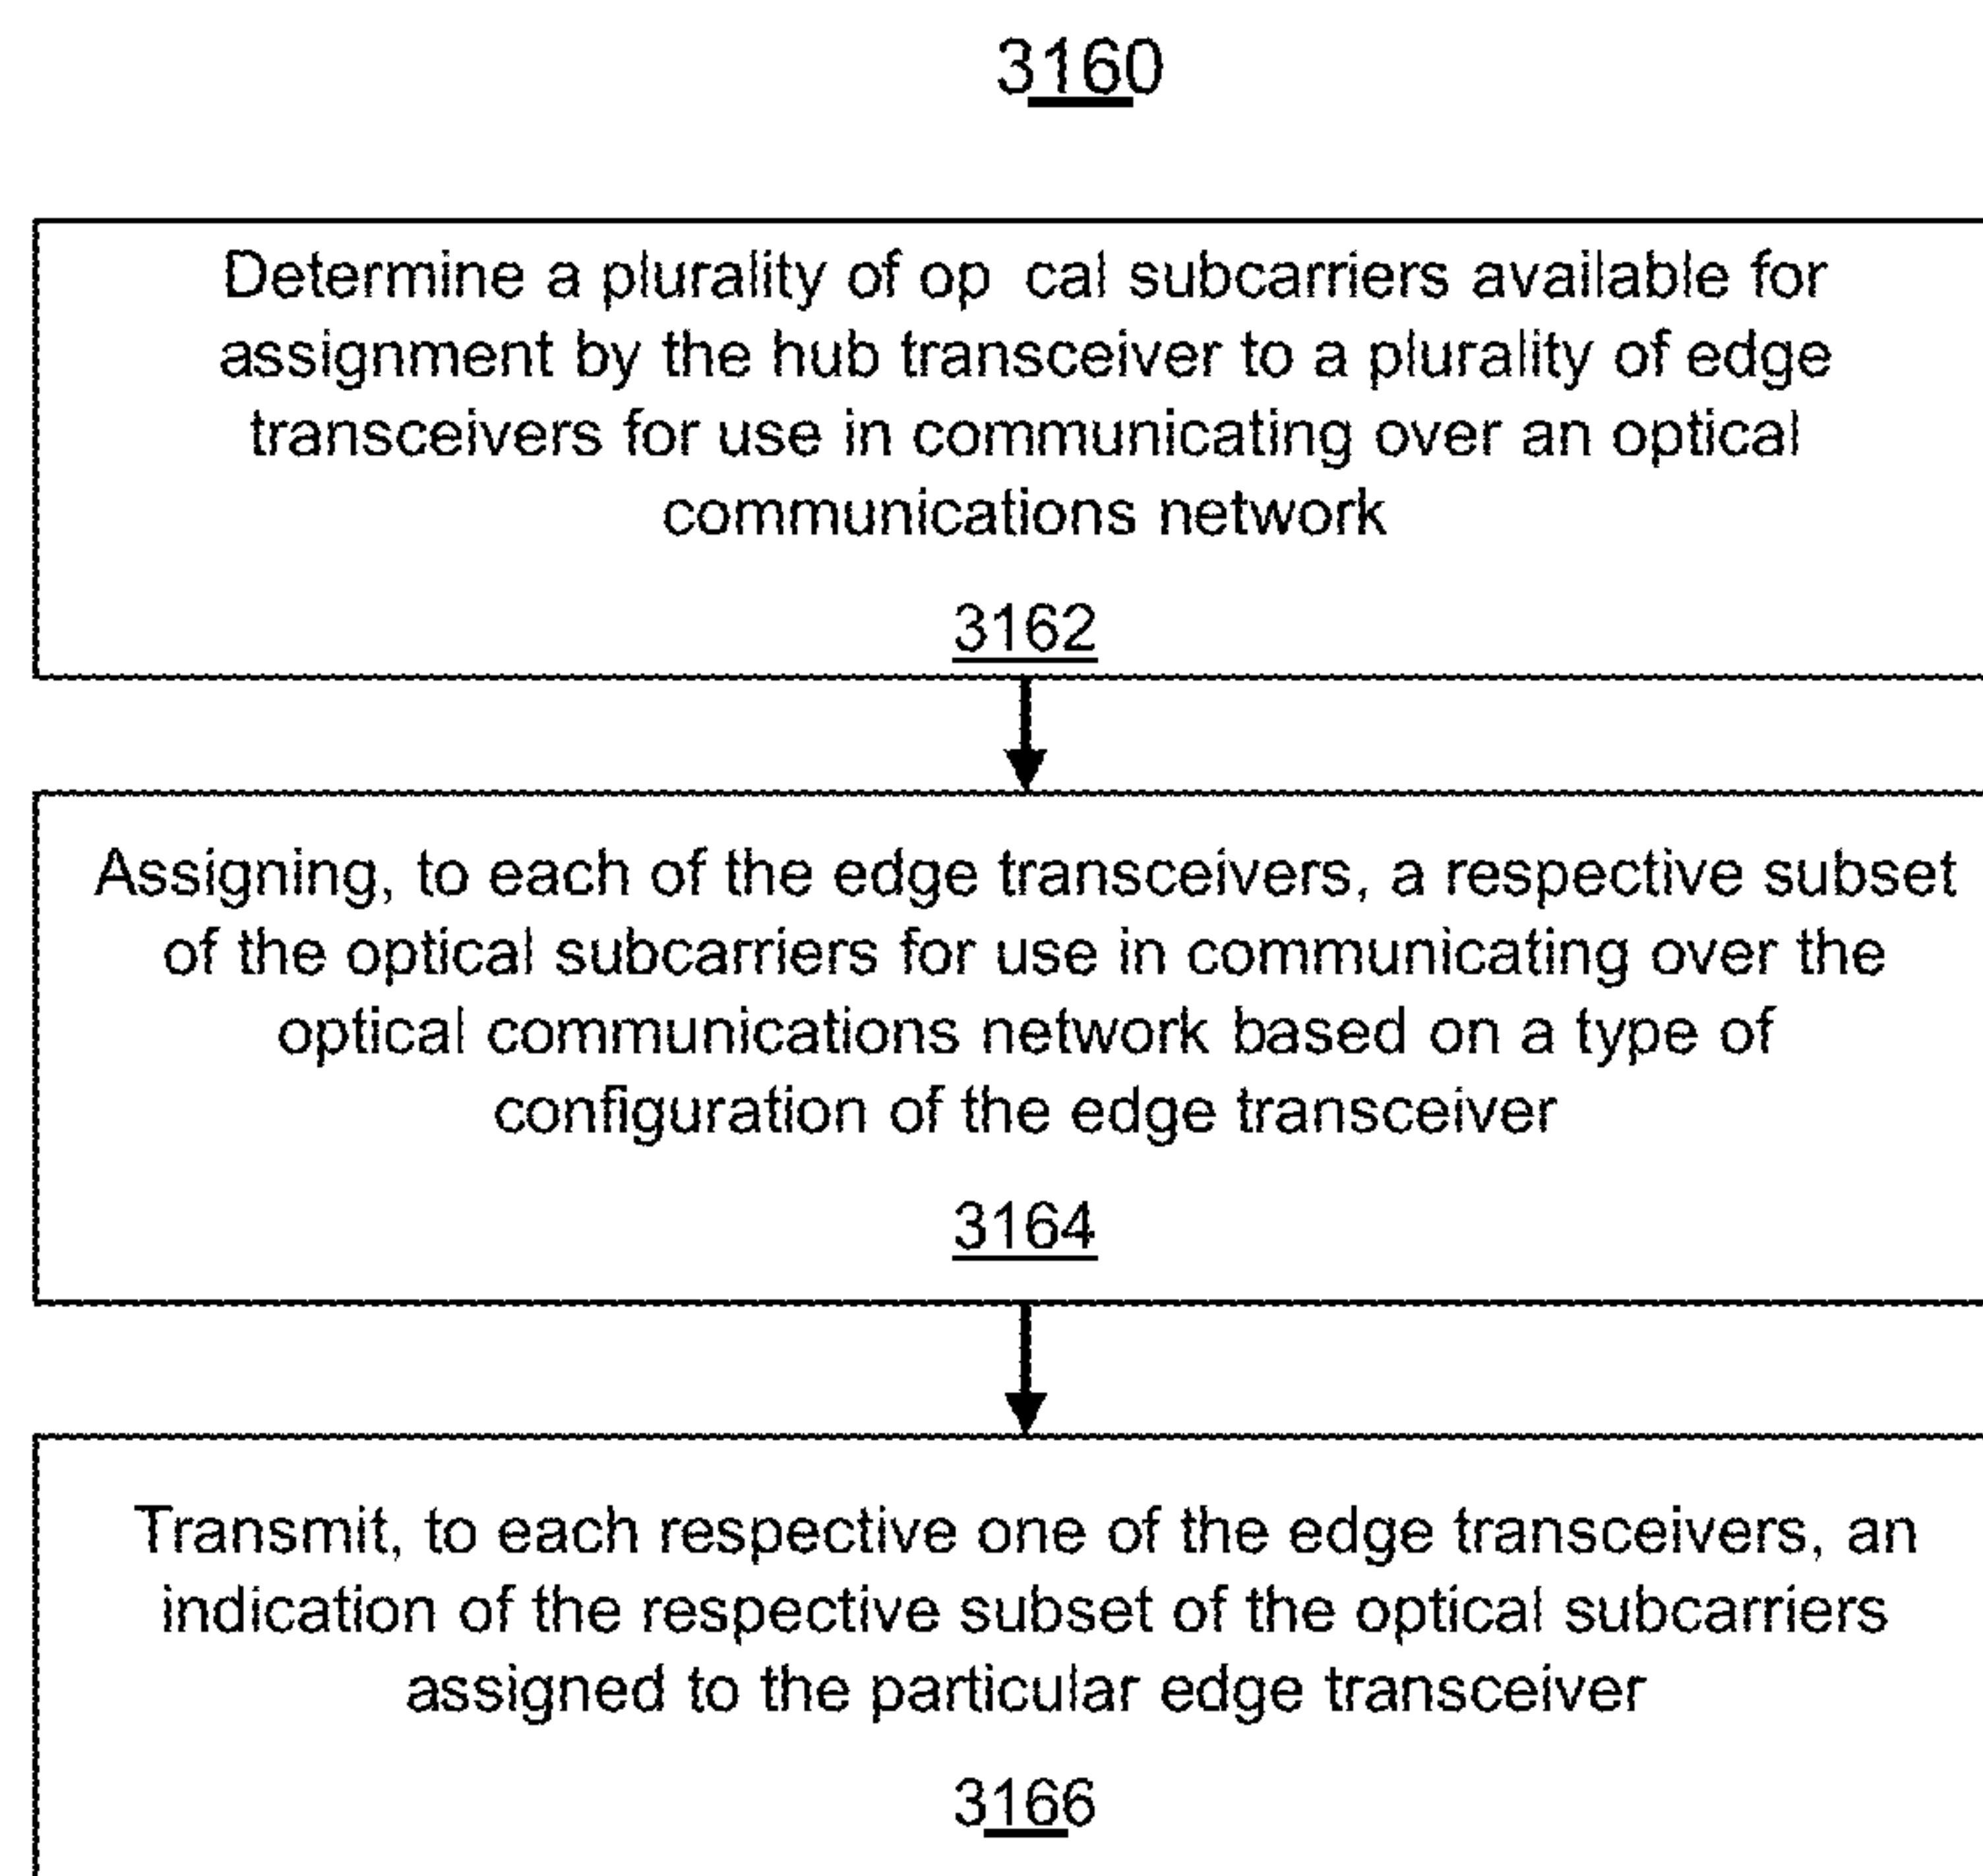 3160
Determine a plurality of op cal subcarriers available for
assignment by the hub transceiver to a plurality of edge
transceivers for use in communicating over an optical
communications network
3162
Assigning, to each of the edge transceivers, a respective subset
of the optical subcarriers for use in communicating over the
optical communications network based on a type of
configuration of the edge transceiver
3164
Transmit, to each respective one of the edge transceivers, an
indication of the respective subset of the optical subcarriers
assigned to the particular edge transceiver
3166